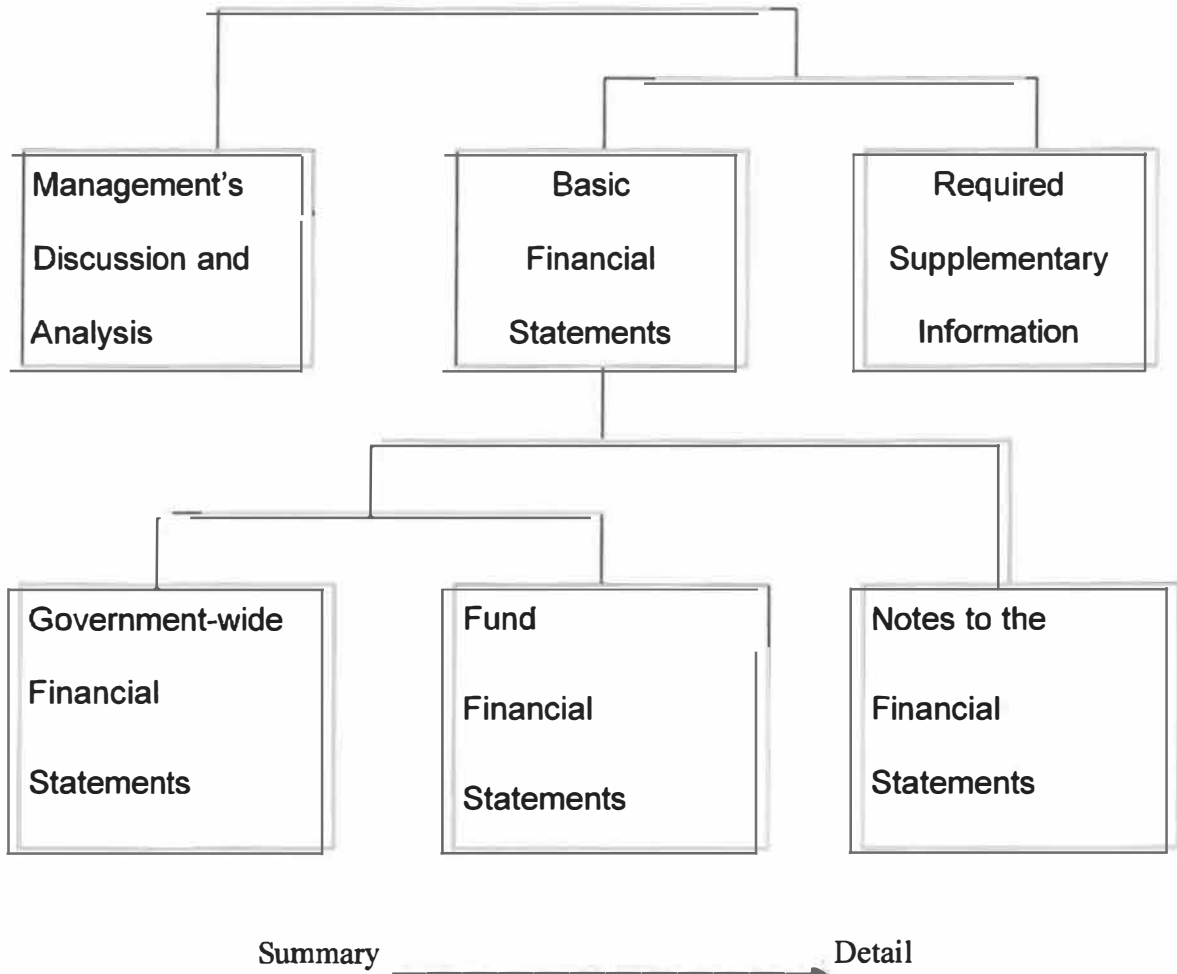 Management's
Discussion and
Analysis
Basic
Financial
Statements
Required
Supplementary
Information
Government-wide
Financial
Statements
Fund
Financial
Statements
Notes to the
Financial
Statements
Summary
Detail